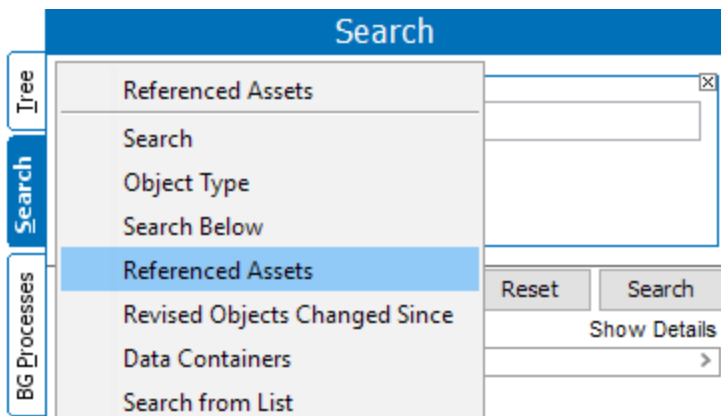 Search
Tree
Search
BG Processes
Referenced Assets
Search
Object Type
Search Below
Referenced Assets
Revised Objects Changed Since
Data Containers
Search from List
Reset
Search
Show Details